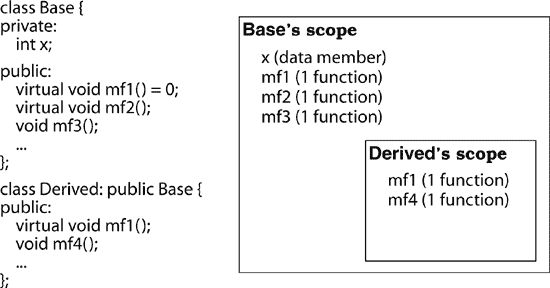 class Base {
private:
int x;
public:
virtual void mf1() = 0;
virtual void mf2();
void mf3();
...
};
class Derived: public Base {
public:
virtual void mf1();
void mf4();
...
};
Base's scope
x (data member)
mf1 (1 function)
mf2 (1 function)
mf3 (1 function)
Derived's scope
mf1 (1 function)
mf4 (1 function)